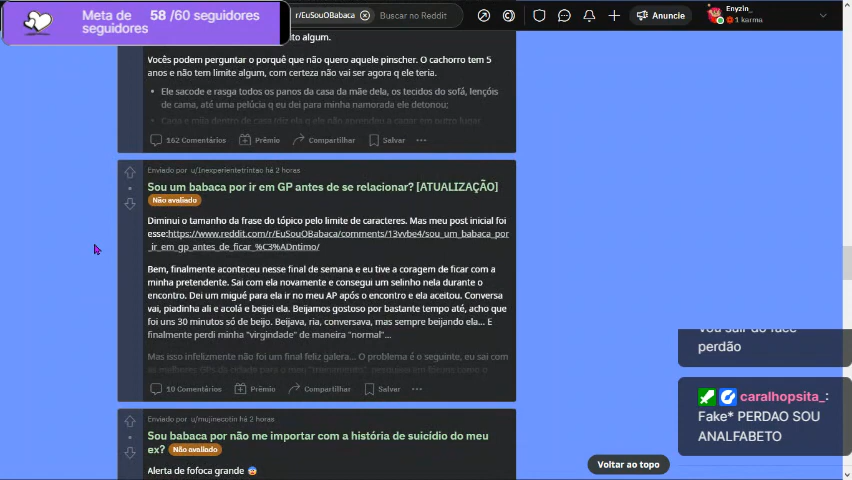 Meta de seguidores
58 /60 seguidores
r/EuSouOBabaca
Buscar no Reddit
Anuncie
Enyzin_
1 karma
algum.
Vocês podem perguntar o porquê que não quero aquele pinscher. O cachorro tem 5
anos e não tem limite algum, com certeza não vai ser agora q ele teria.
• Ele sacode e rasga todos os panos da casa da mãe dela, os tecidos do sofá, lençóis
de cama, até uma pelúcia q eu dei para minha namorada ele detonou;
162 Comentários Prêmio Compartilhar Salvar ...
Enviado por u/Inexperientetrintao há 2 horas
Sou um babaca por ir em GP antes de se relacionar? [ATUALIZAÇÃO]
Não avaliado
Diminui o tamanho da frase do tópico pelo limite de caracteres. Mas meu post inicial foi
esse:https://www.reddit.com/r/EuSouOBabaca/comments/13vvbe4/sou_um_babaca_por
_ir_em_gp_antes_de_ficar_%C3%ADntimo/
Bem, finalmente aconteceu nesse final de semana e eu tive a coragem de ficar com a
minha pretendente. Sai com ela novamente e consegui um selinho nela durante o
encontro. Dei um migué para ela ir no meu AP após o encontro e ela aceitou. Conversa
vai, piadinha ali e acolá e beijei ela. Beijamos gostoso por bastante tempo até, acho que
foi uns 30 minutos só de beijo. Beijava, ria, conversava, mas sempre beijando ela... E
finalmente perdi minha "virgindade" de maneira "normal"...
Mas isso infelizmente não foi um final feliz galera... O problema é o seguinte, eu sai com
10 Comentários Prêmio Compartilhar Salvar ...
Enviado por u/mujinecotin há 2 horas
Sou babaca por não me importar com a história de suicídio do meu
ex? Não avaliado
Alerta de fofoca grande 😨
Voltar ao topo
vou sair do face
perdão
caralhopsita_:
Fake* PERDAO SOU
ANALFABETO